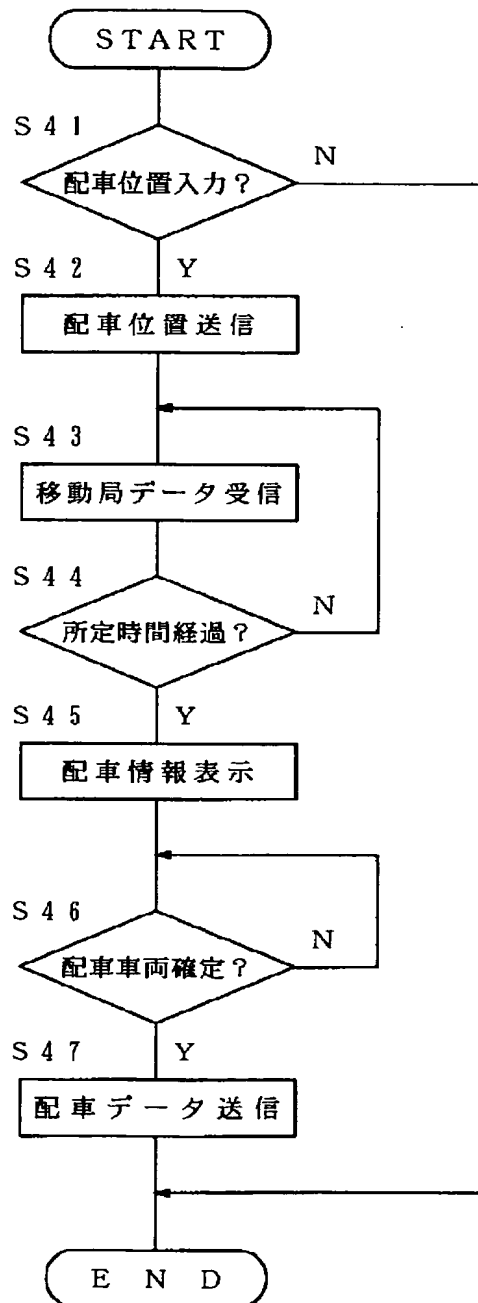 START
S41
N
配車位置入力？
S42
Y
配車位置送信
S43
移動局データ受信
S44
N
所定時間経過？
S45
Y
配車情報表示
S46
N
配車車両確定？
S47
Y
配車データ送信
END